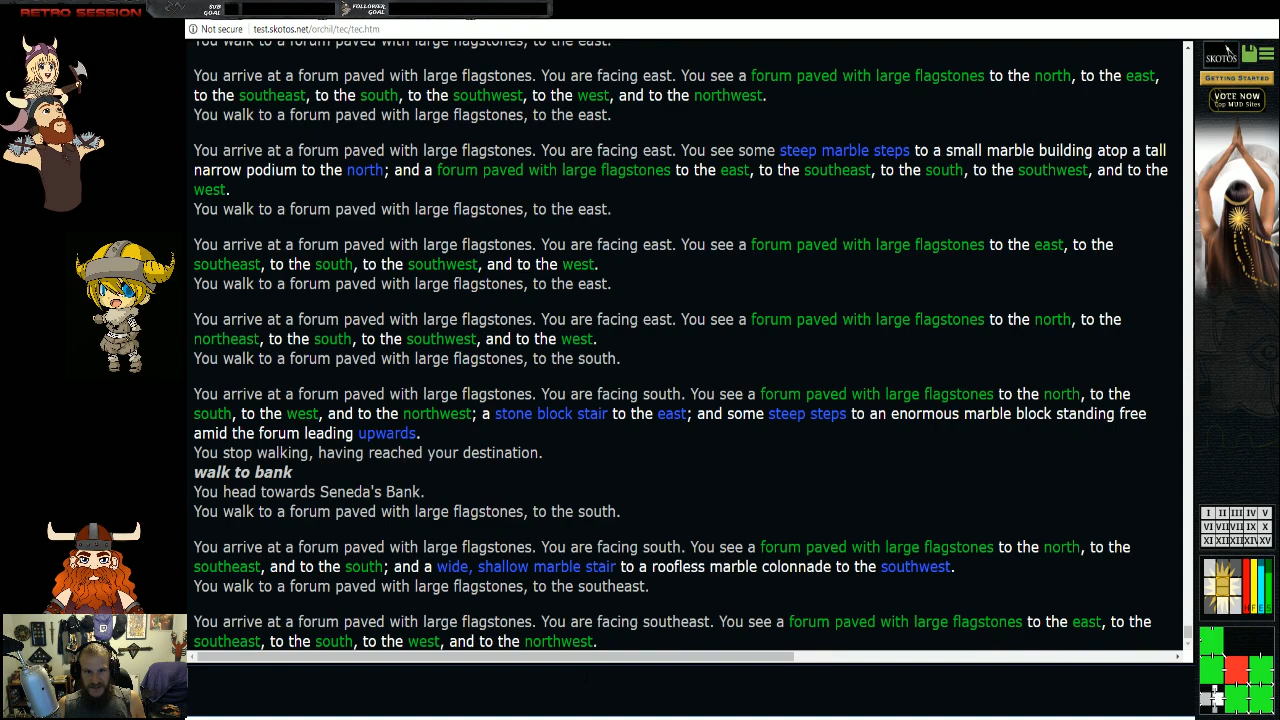 RETRO SESSION
SUB GOAL
FOLLOWER GOAL
Not secure | test.skotos.net/orchil/tec/tec.htm
You walk to a forum paved with large flagstones, to the east.
You arrive at a forum paved with large flagstones. You are facing east. You see a forum paved with large flagstones to the north, to the east,
to the southeast, to the south, to the southwest, to the west, and to the northwest.
You walk to a forum paved with large flagstones, to the east.
You arrive at a forum paved with large flagstones. You are facing east. You see some steep marble steps to a small marble building atop a tall
narrow podium to the north; and a forum paved with large flagstones to the east, to the southeast, to the south, to the southwest, and to the
west.
You walk to a forum paved with large flagstones, to the east.
You arrive at a forum paved with large flagstones. You are facing east. You see a forum paved with large flagstones to the east, to the
southeast, to the south, to the southwest, and to the west.
You walk to a forum paved with large flagstones, to the east.
You arrive at a forum paved with large flagstones. You are facing east. You see a forum paved with large flagstones to the north, to the
northeast, to the south, to the southwest, and to the west.
You walk to a forum paved with large flagstones, to the south.
You arrive at a forum paved with large flagstones. You are facing south. You see a forum paved with large flagstones to the north, to the
south, to the west, and to the northwest; a stone block stair to the east; and some steep steps to an enormous marble block standing free
amid the forum leading upwards.
You stop walking, having reached your destination.
walk to bank
You head towards Seneda's Bank.
You walk to a forum paved with large flagstones, to the south.
You arrive at a forum paved with large flagstones. You are facing south. You see a forum paved with large flagstones to the north, to the
southeast, and to the south; and a wide, shallow marble stair to a roofless marble colonnade to the southwest.
You walk to a forum paved with large flagstones, to the southeast.
You arrive at a forum paved with large flagstones. You are facing southeast. You see a forum paved with large flagstones to the east, to the
southeast, to the south, to the west, and to the northwest.
SKOTOS
GETTING STARTED
VOTE NOW
Top MUD Sites
I II III IV V
VI VII VIII IX X
XI XII XIII XIV XV